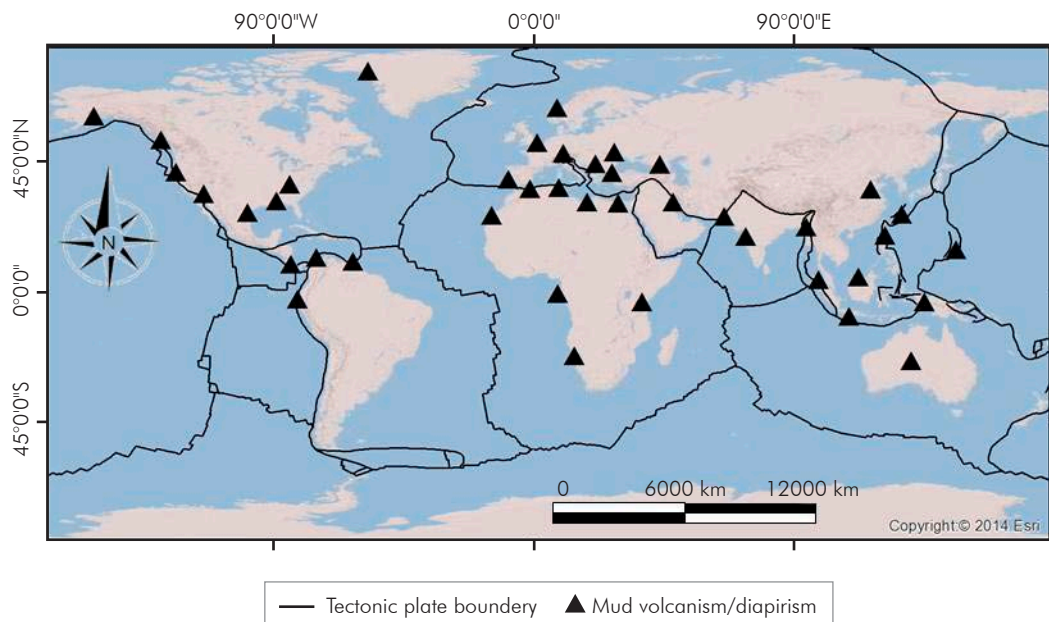 90°0'0"W 0°0'0" 90°0'0"E
45°0'0"N
0°0'0"
45°0'0"S
N
0 6000 km 12000 km
Copyright:© 2014 Esri
Tectonic plate boundery Mud volcanism/diapirism